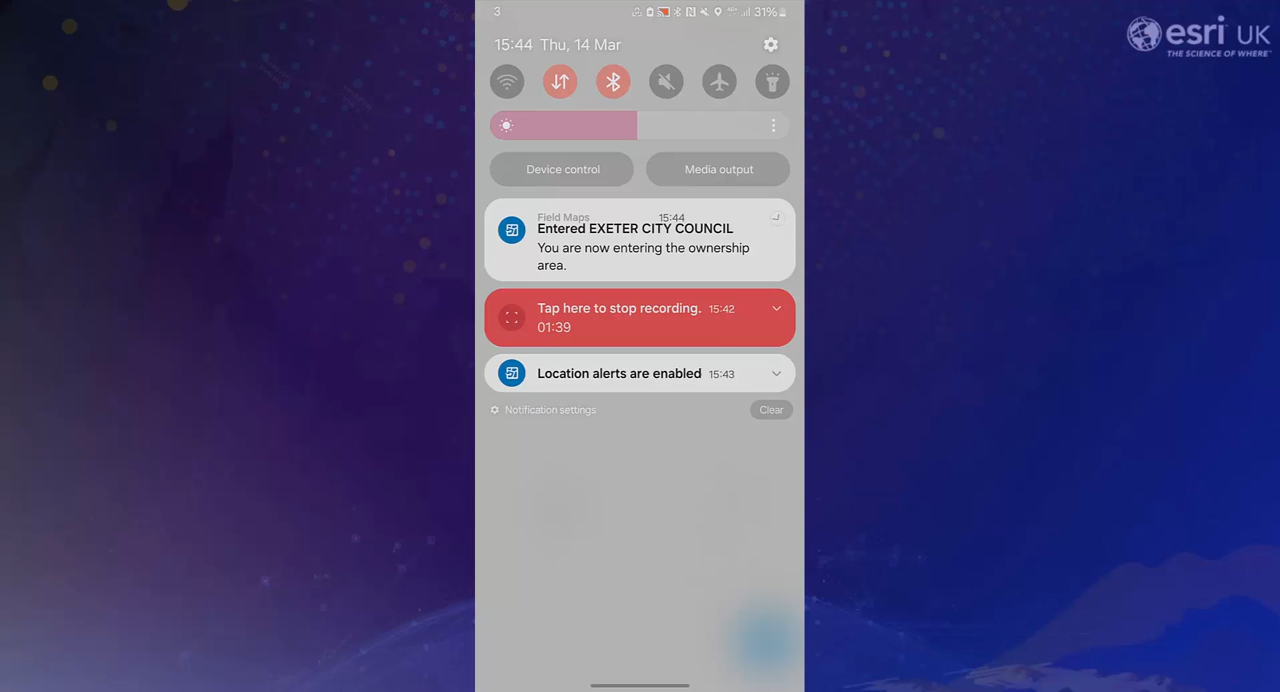 3
31%
esri UK
THE SCIENCE OF WHERE
15:44 Thu, 14 Mar
Device control
Media output
Field Maps 15:44
Entered EXETER CITY COUNCIL
You are now entering the ownership
area.
Tap here to stop recording. 15:42
01:39
Location alerts are enabled 15:43
Notification settings
Clear